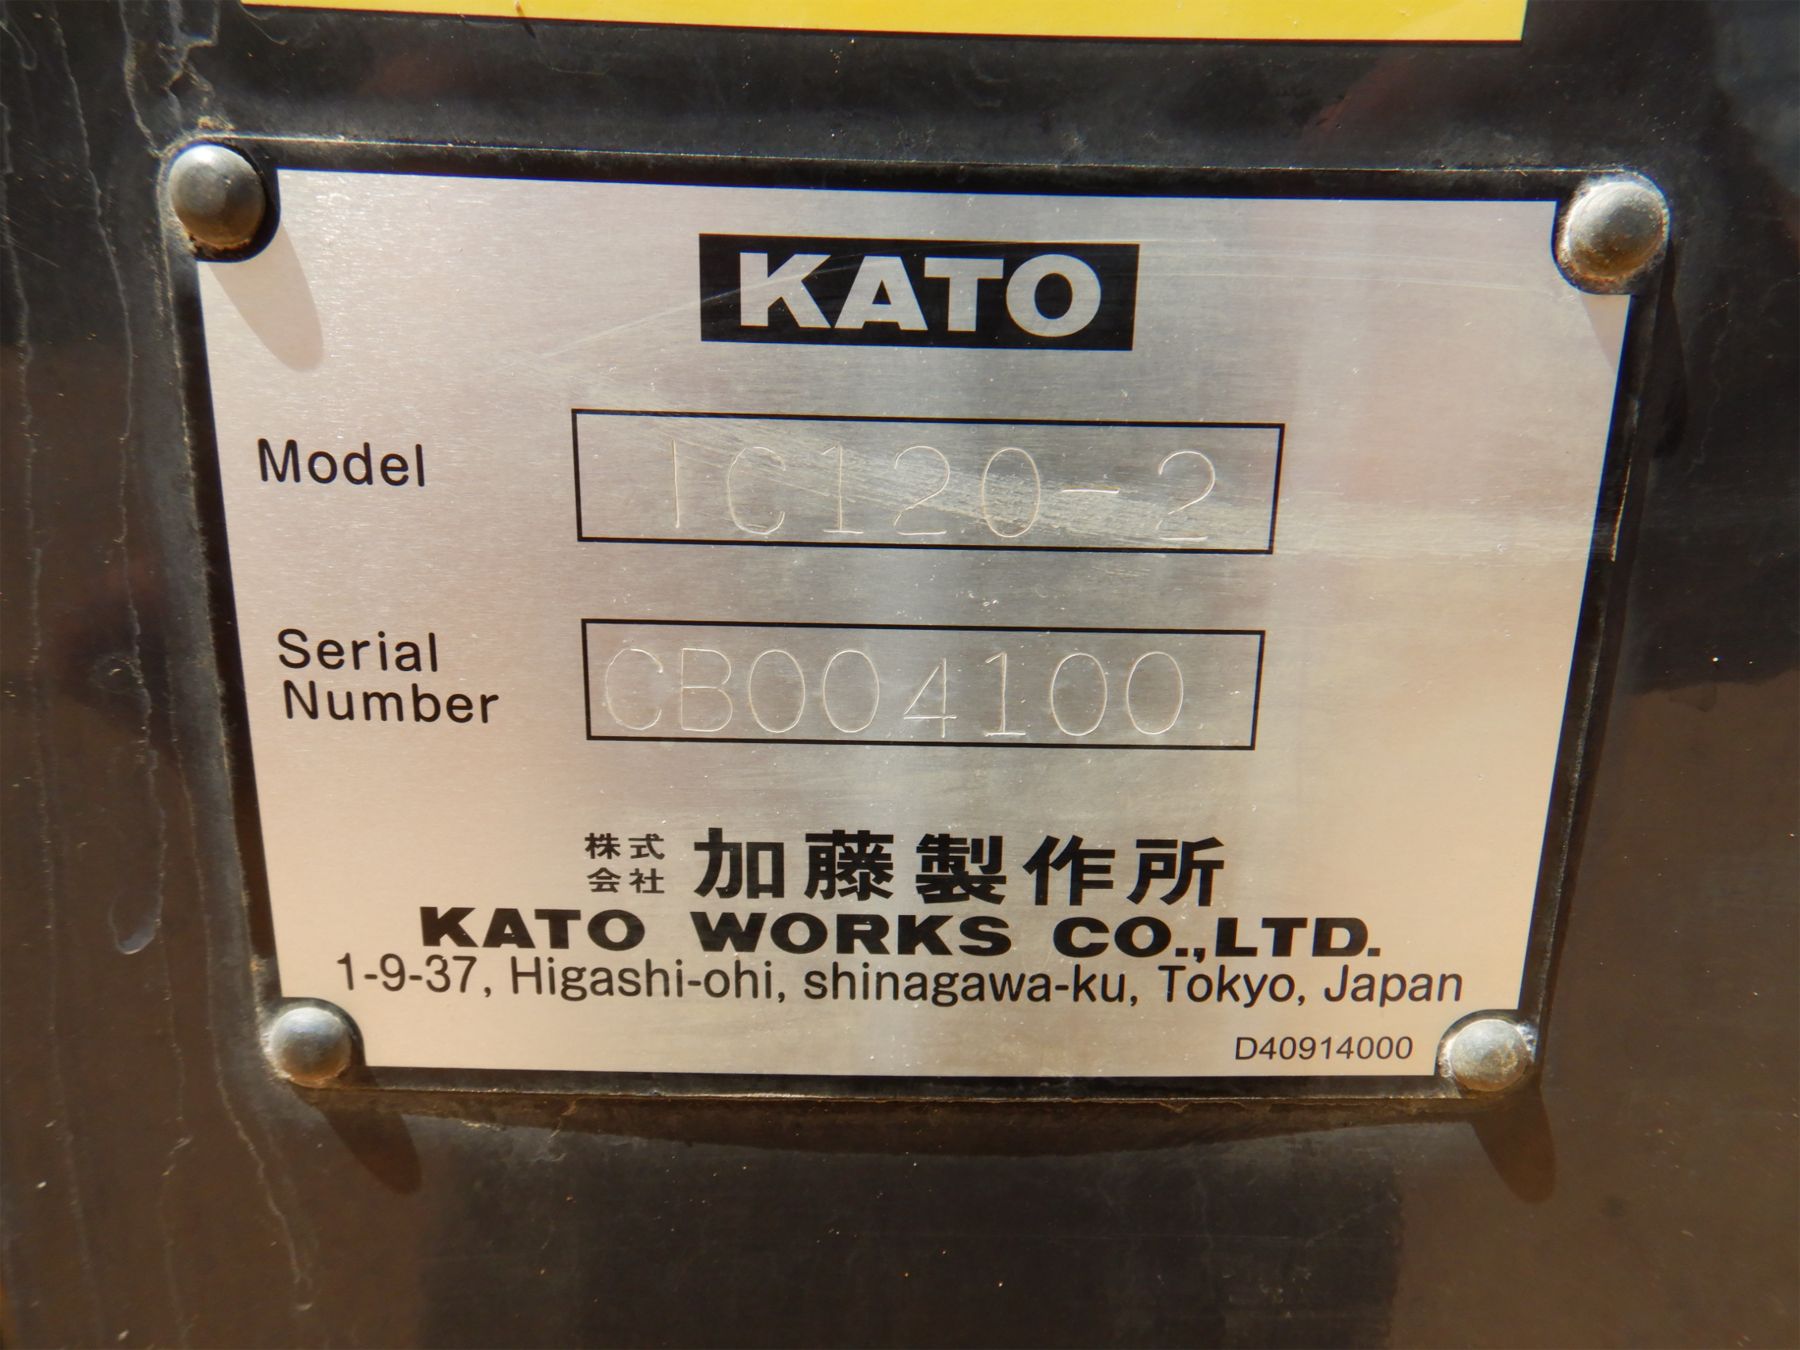 KATO
Model IC120-2
Serial
Number CB004100
株式会社 加藤製作所
KATO WORKS CO.,LTD.
1-9-37, Higashi-ohi, shinagawa-ku, Tokyo, Japan
D40914000